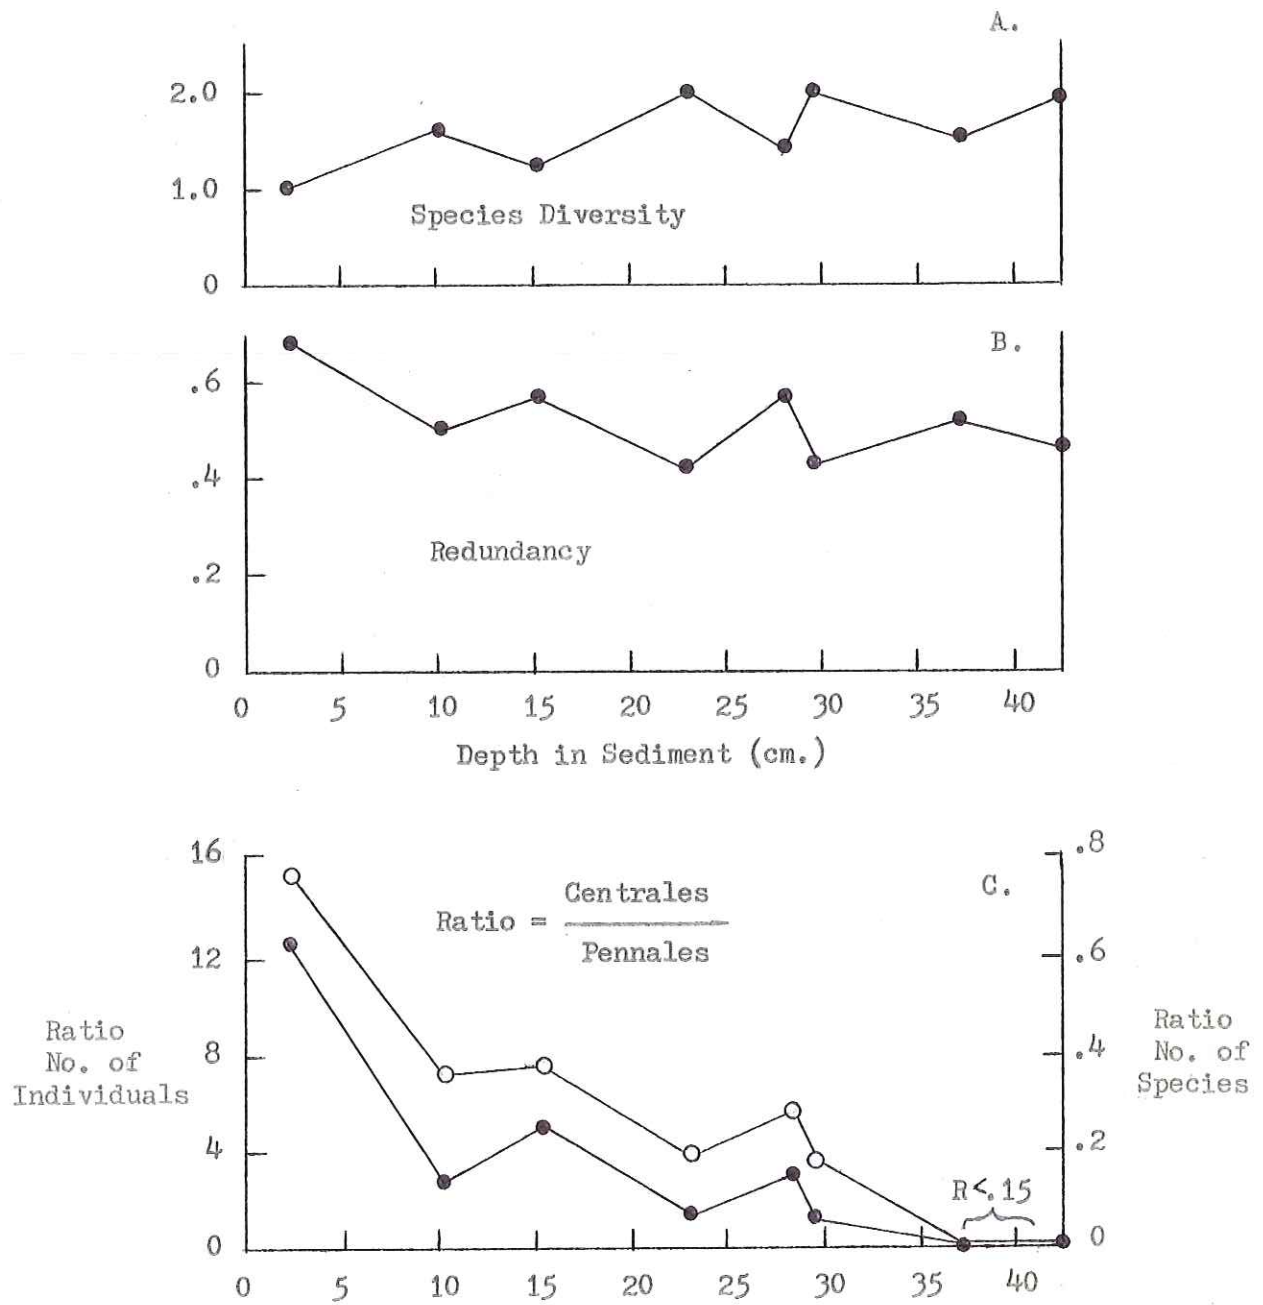 A.
2.0
1.0
Species Diversity
0
B.
.6
.4
Redundancy
.2
0
0 5 10 15 20 25 30 35 40
Depth in Sediment (cm.)
16
.8
Centrales
C.
Ratio =
Pennales
12
.6
Ratio
No. of
Individuals
8
Ratio
No. of
Species
.4
4
.2
R<.15
0
0
0 5 10 15 20 25 30 35 40